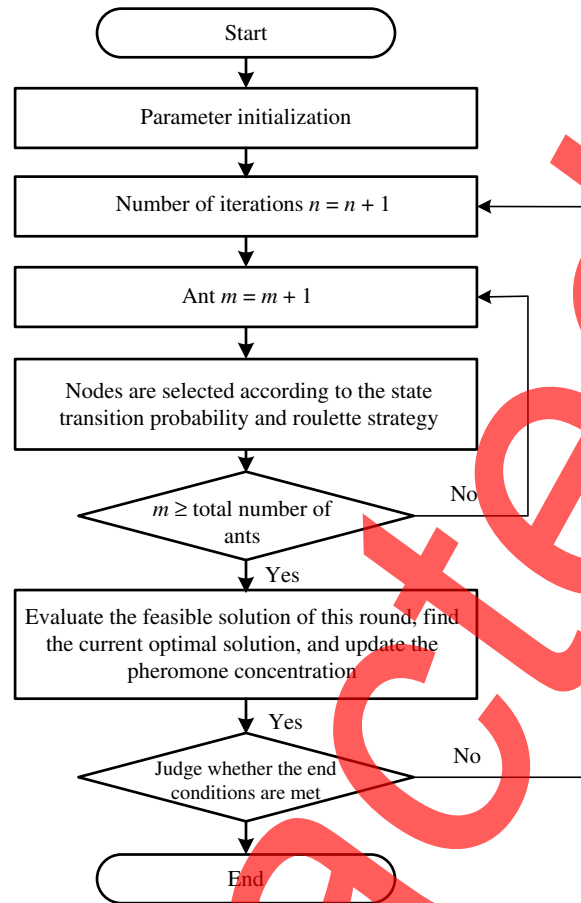 Start
Parameter initialization
Number of iterations n = n + 1
Ant m = m + 1
Nodes are selected according to the state
transition probability and roulette strategy
m ≥ total number of
ants
No
Yes
Evaluate the feasible solution of this round, find
the current optimal solution, and update the
pheromone concentration
Yes
Judge whether the end
conditions are met
No
End